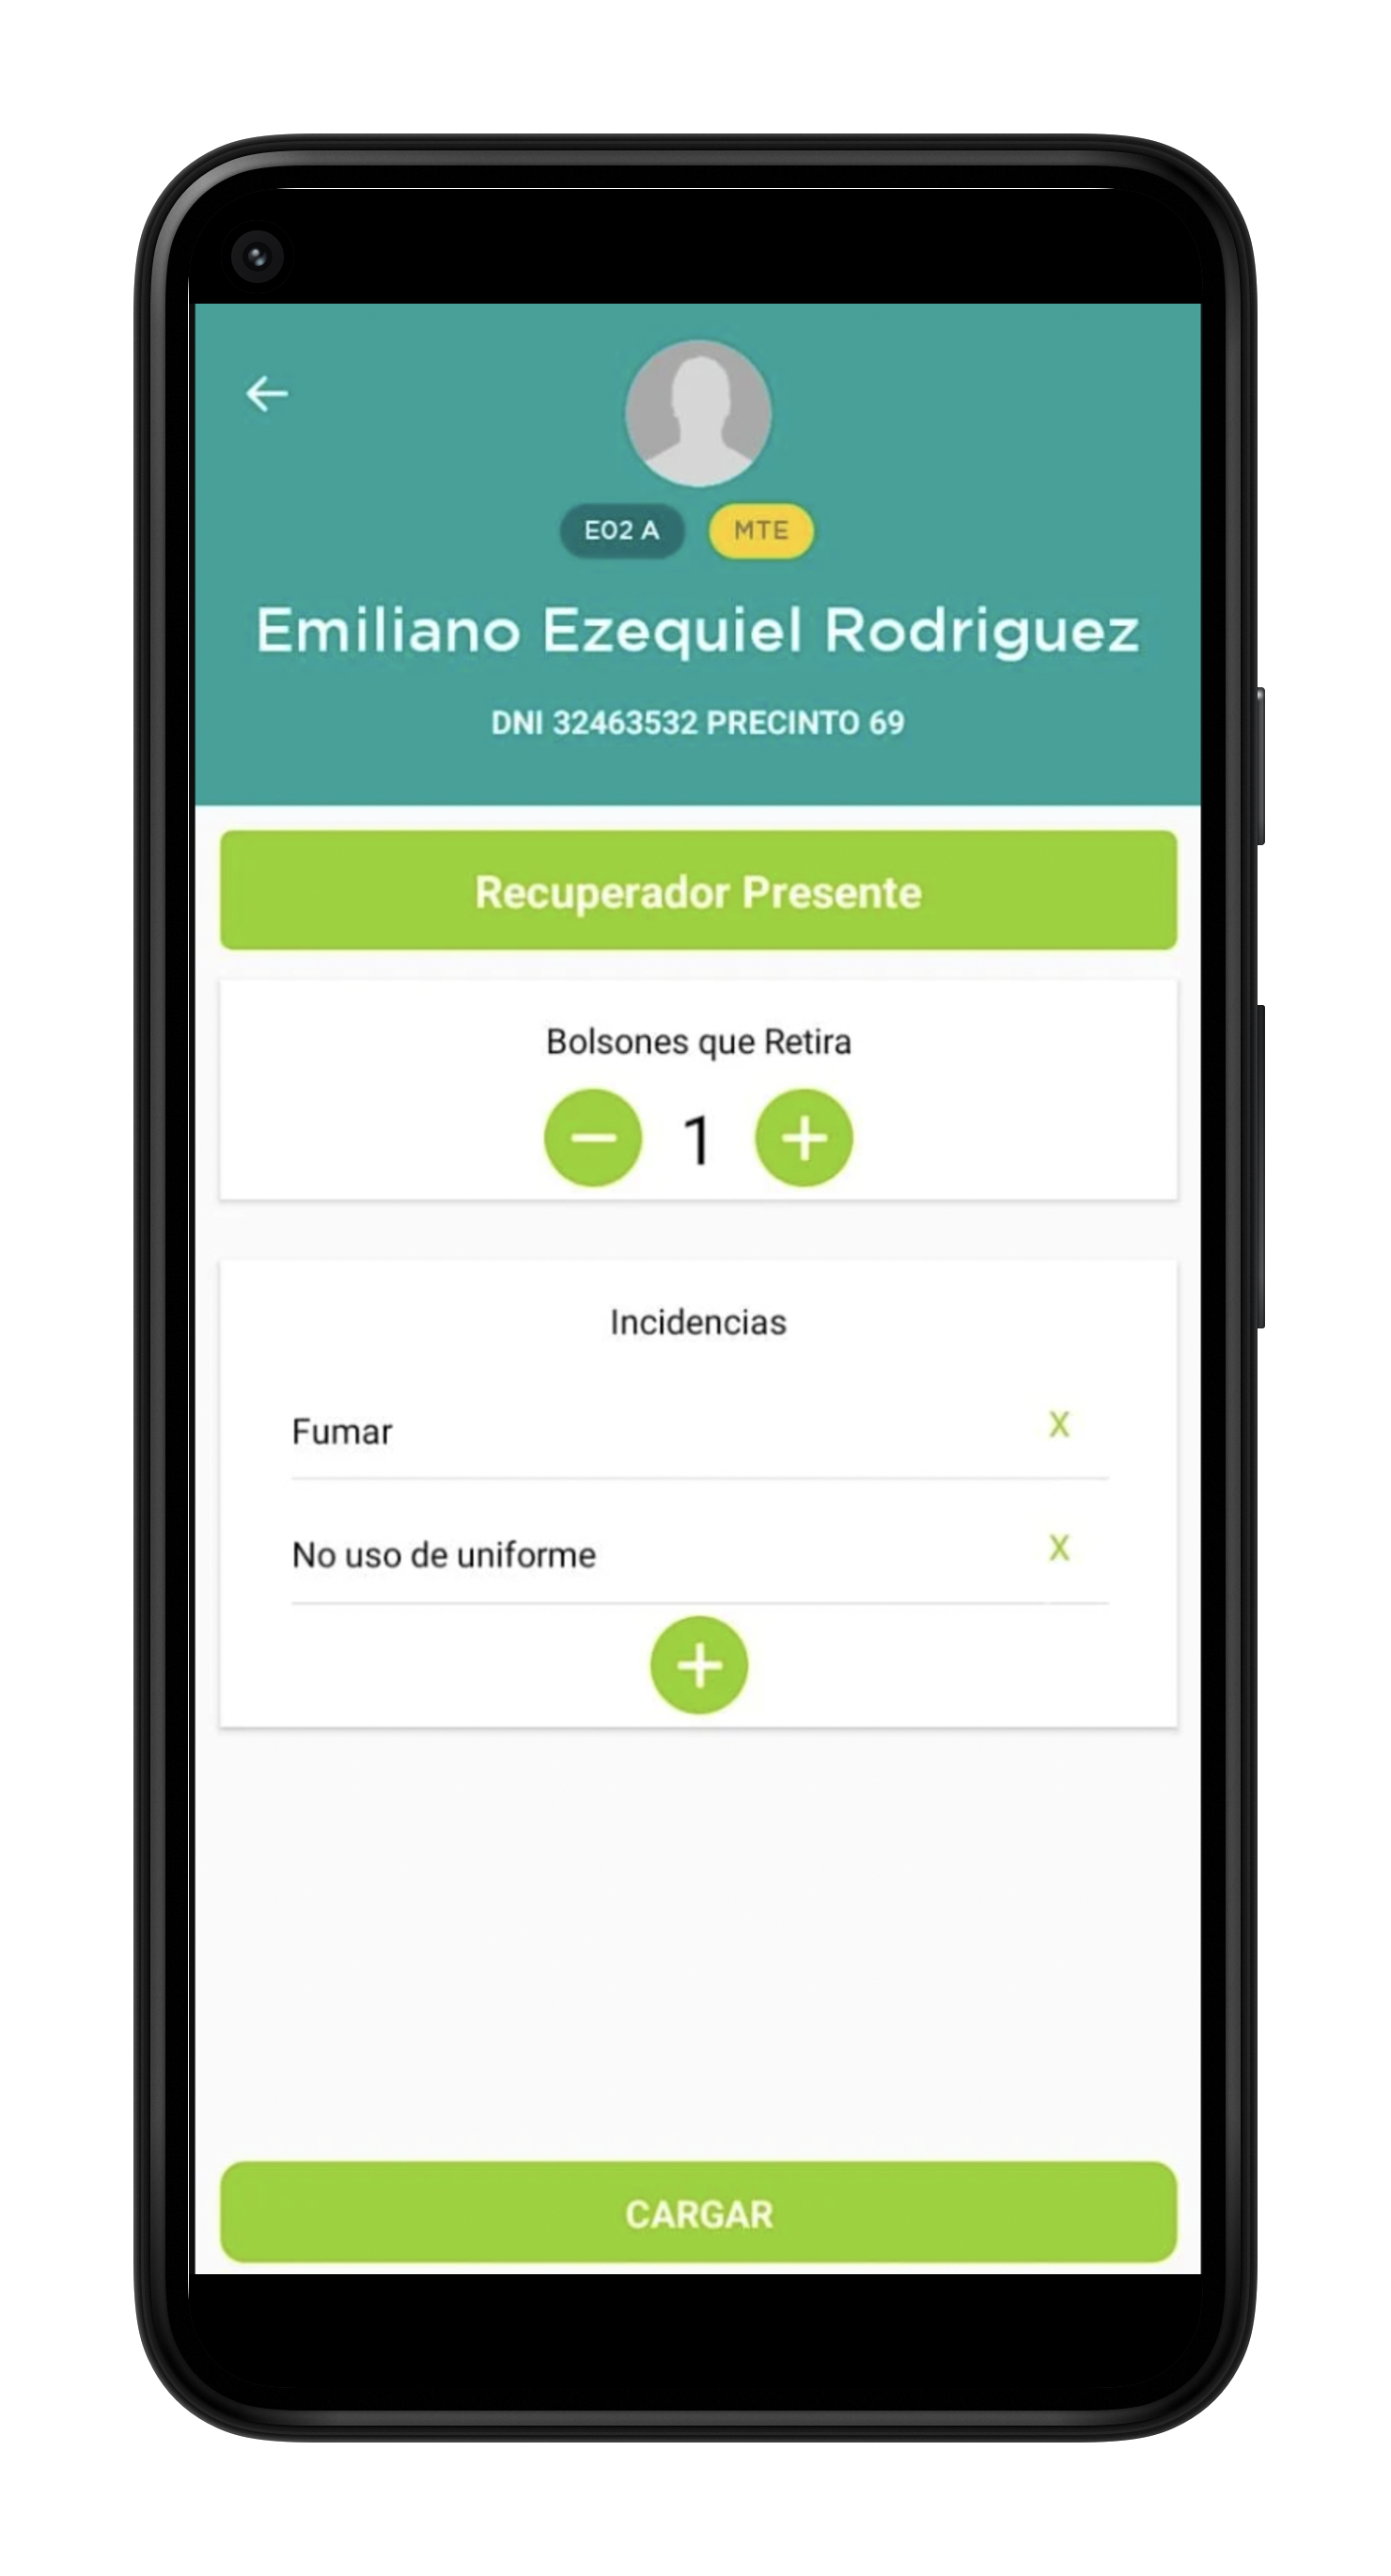 E02 A MTE
Emiliano Ezequiel Rodriguez
DNI 32463532 PRECINTO 69
Recuperador Presente
Bolsones que Retira
1
Incidencias
Fumar X
No uso de uniforme X
CARGAR